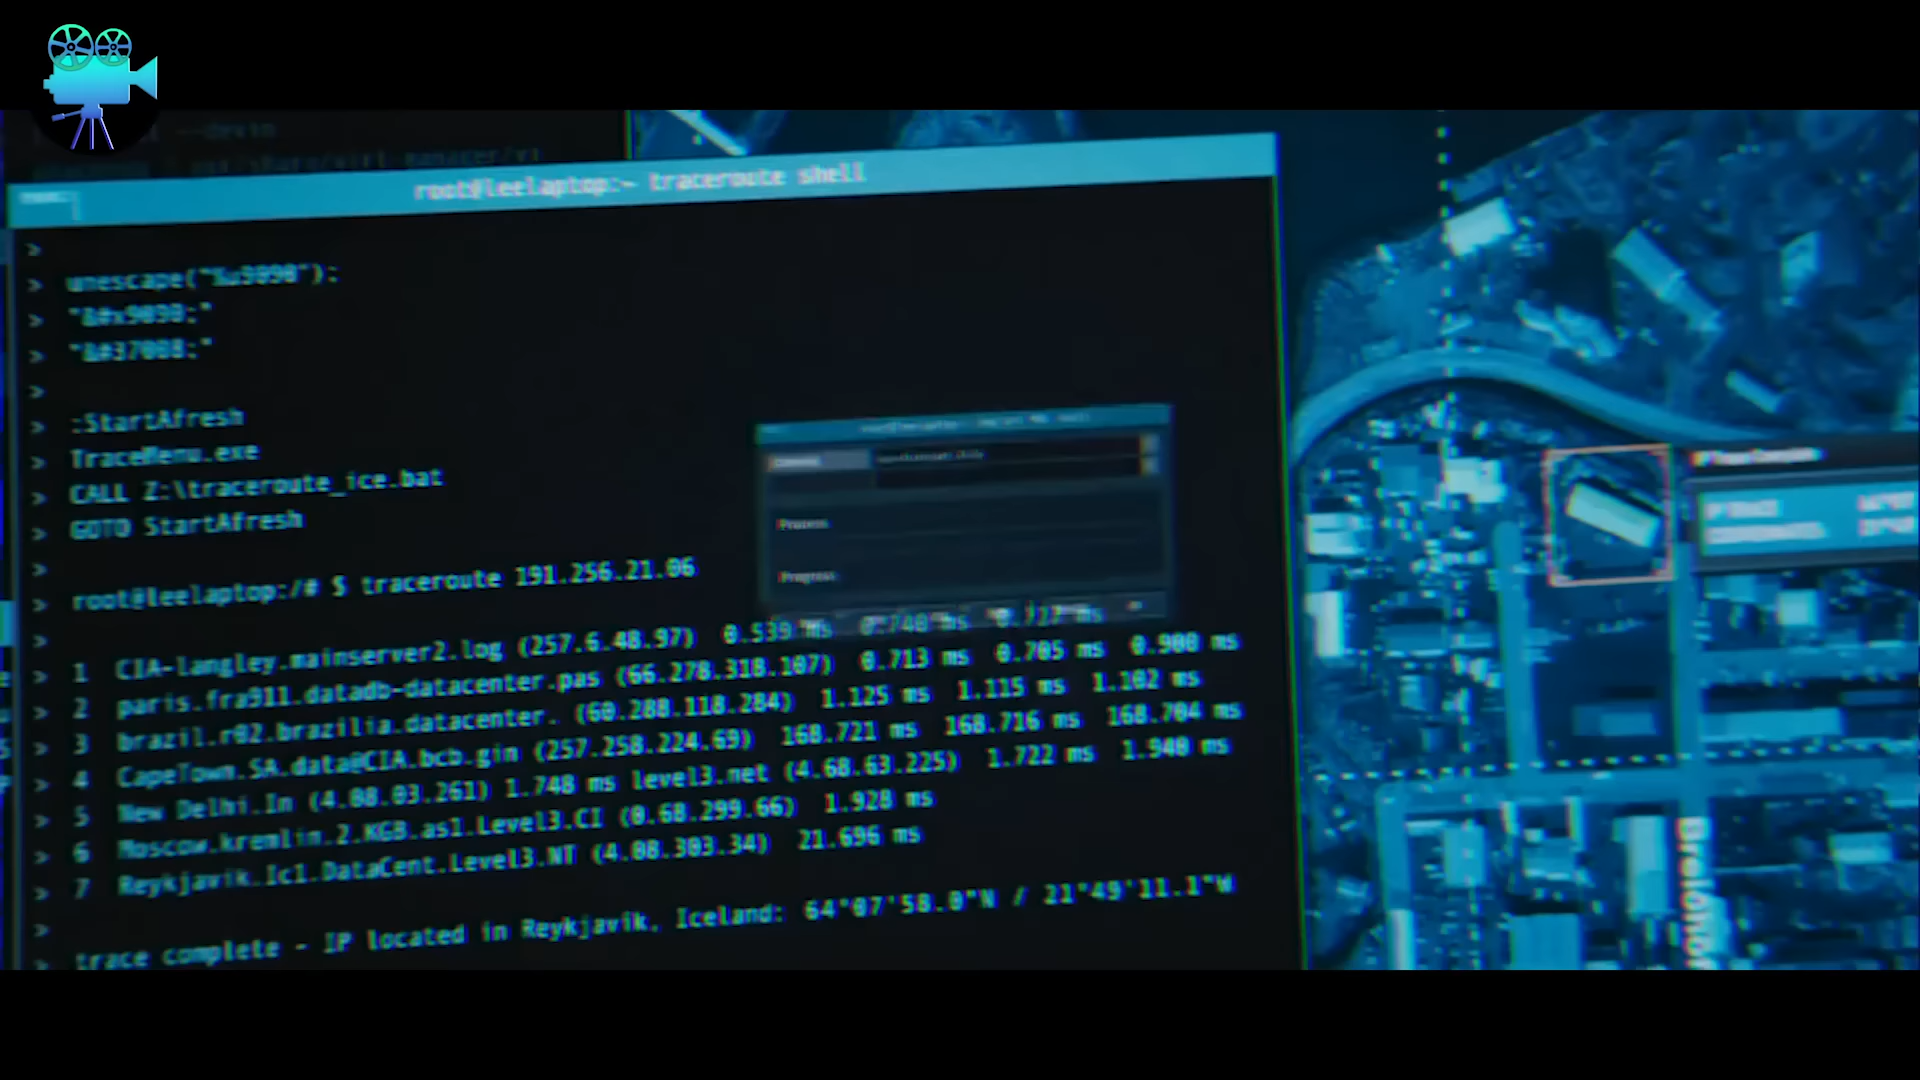 root@leelaptop:~ traceroute shell
>
> unescape("%u9090"):
> "&#x9090:"
> "&#37008:"
>
> :StartAfresh
> TraceMenu.exe
> CALL Z:\traceroute_ice.bat
> GOTO StartAfresh
>
> root@leelaptop:/# $ traceroute 191.256.21.06
>
> 1 CIA-langley.mainserver2.log (257.6.48.97) 0.539 ms 0.740 ms 0.727 ms
> 2 paris.fra911.datadb-datacenter.pas (66.278.318.107) 0.713 ms 0.705 ms 0.900 ms
> 3 brazil.r02.brazilia.datacenter. (60.288.118.284) 1.125 ms 1.115 ms 1.102 ms
> 4 CapeTown.SA.data@CIA.bcb.gin (257.258.224.69) 168.721 ms 168.716 ms 168.704 ms
> 5 New Delhi.In (4.08.03.261) 1.748 ms level3.net (4.68.63.225) 1.722 ms 1.940 ms
> 6 Moscow.kremlin.2.KGB.as1.Level3.CI (0.68.299.66) 1.928 ms
> 7 Reykjavik.Ic1.DataCent.Level3.NT (4.08.303.34) 21.696 ms
>
> trace complete - IP located in Reykjavik, Iceland: 64°07'58.0"N / 21°49'11.1"W
Process
Progress